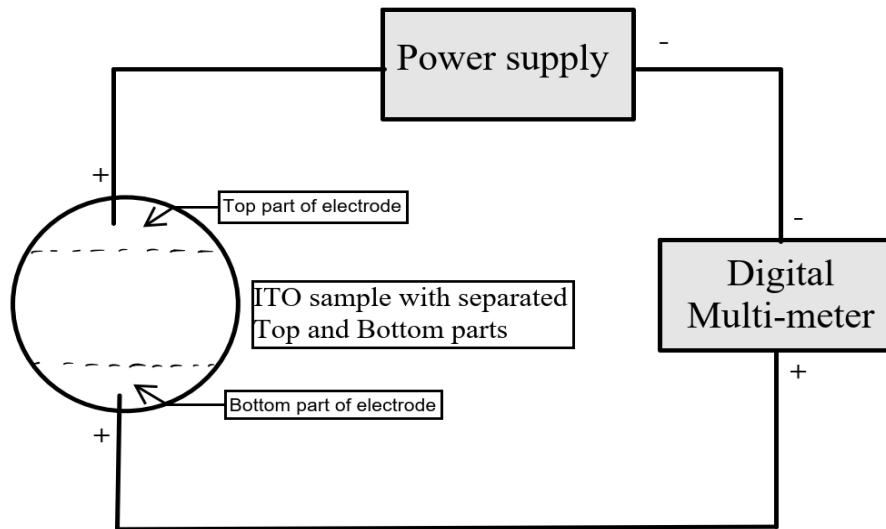 Power supply
-
+
Top part of electrode
-
Digital
Multi-meter
ITO sample with separated
Top and Bottom parts
+
Bottom part of electrode
+